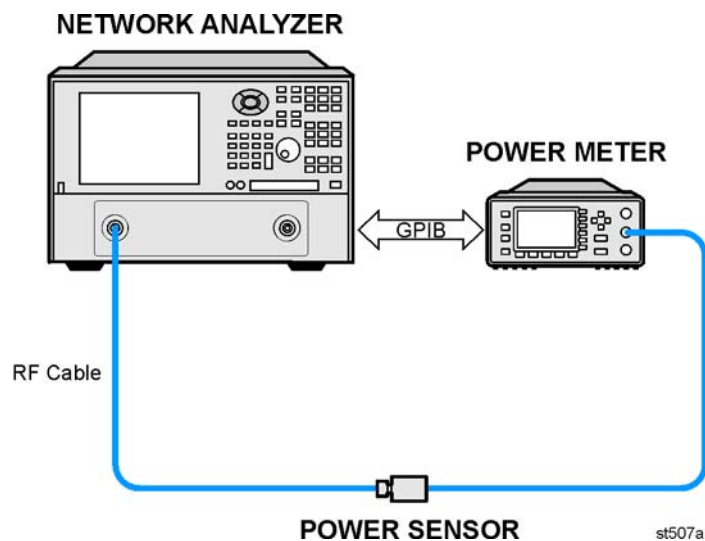 NETWORK ANALYZER
POWER METER
GPIB
RF Cable
POWER SENSOR
st507a